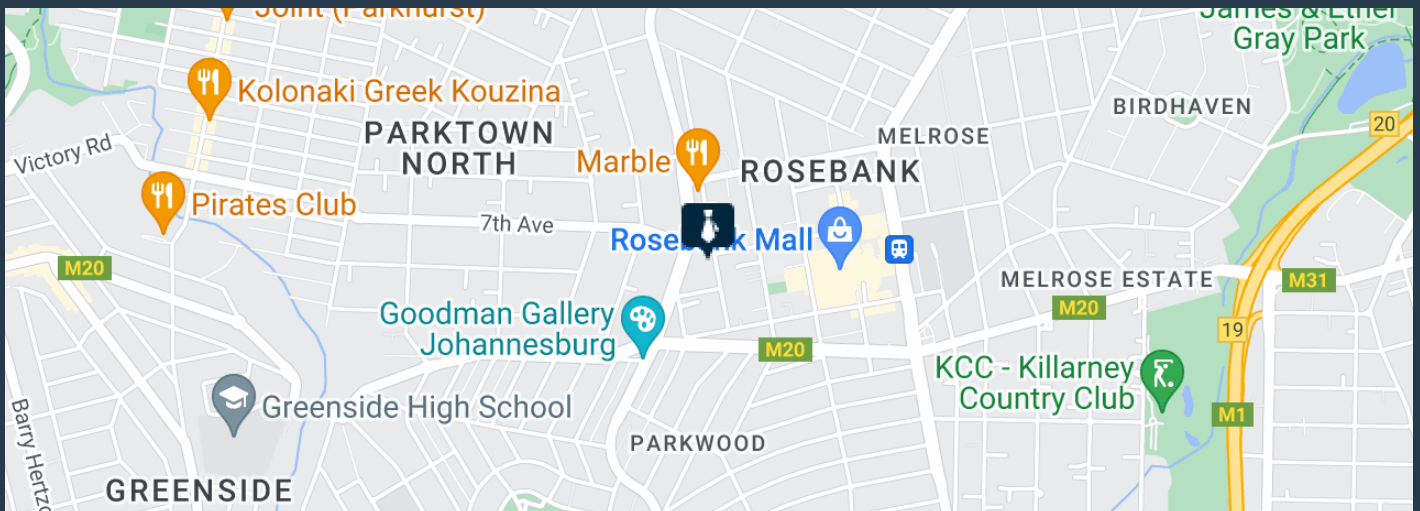 Joint (Parkhurst)
James & Ethel
Gray Park
Kolonaki Greek Kouzina
BIRDHAVEN
20
PARKTOWN
NORTH
MELROSE
Victory Rd
Marble
ROSEBANK
Pirates Club
7th Ave
Rosebank Mall
M20
MELROSE ESTATE
M31
M20
Goodman Gallery
Johannesburg
19
M20
KCC - Killarney
Country Club
Greenside High School
M1
Barry Hertzo
PARKWOOD
GREENSIDE